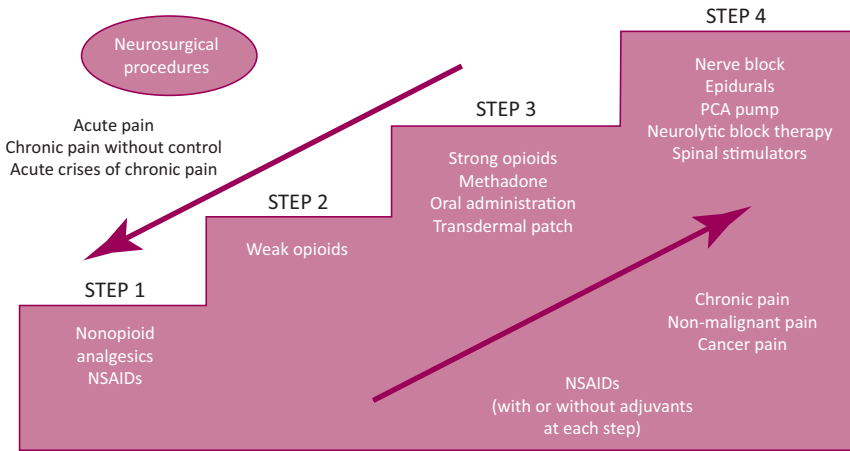 Neurosurgical
procedures
Acute pain
Chronic pain without control
Acute crises of chronic pain
STEP 1
Nonopioid
analgesics
NSAIDs
STEP 2
Weak opioids
STEP 3
Strong opioids
Methadone
Oral administration
Transdermal patch
STEP 4
Nerve block
Epidurals
PCA pump
Neurolytic block therapy
Spinal stimulators
Chronic pain
Non-malignant pain
Cancer pain
NSAIDs
(with or without adjuvants
at each step)